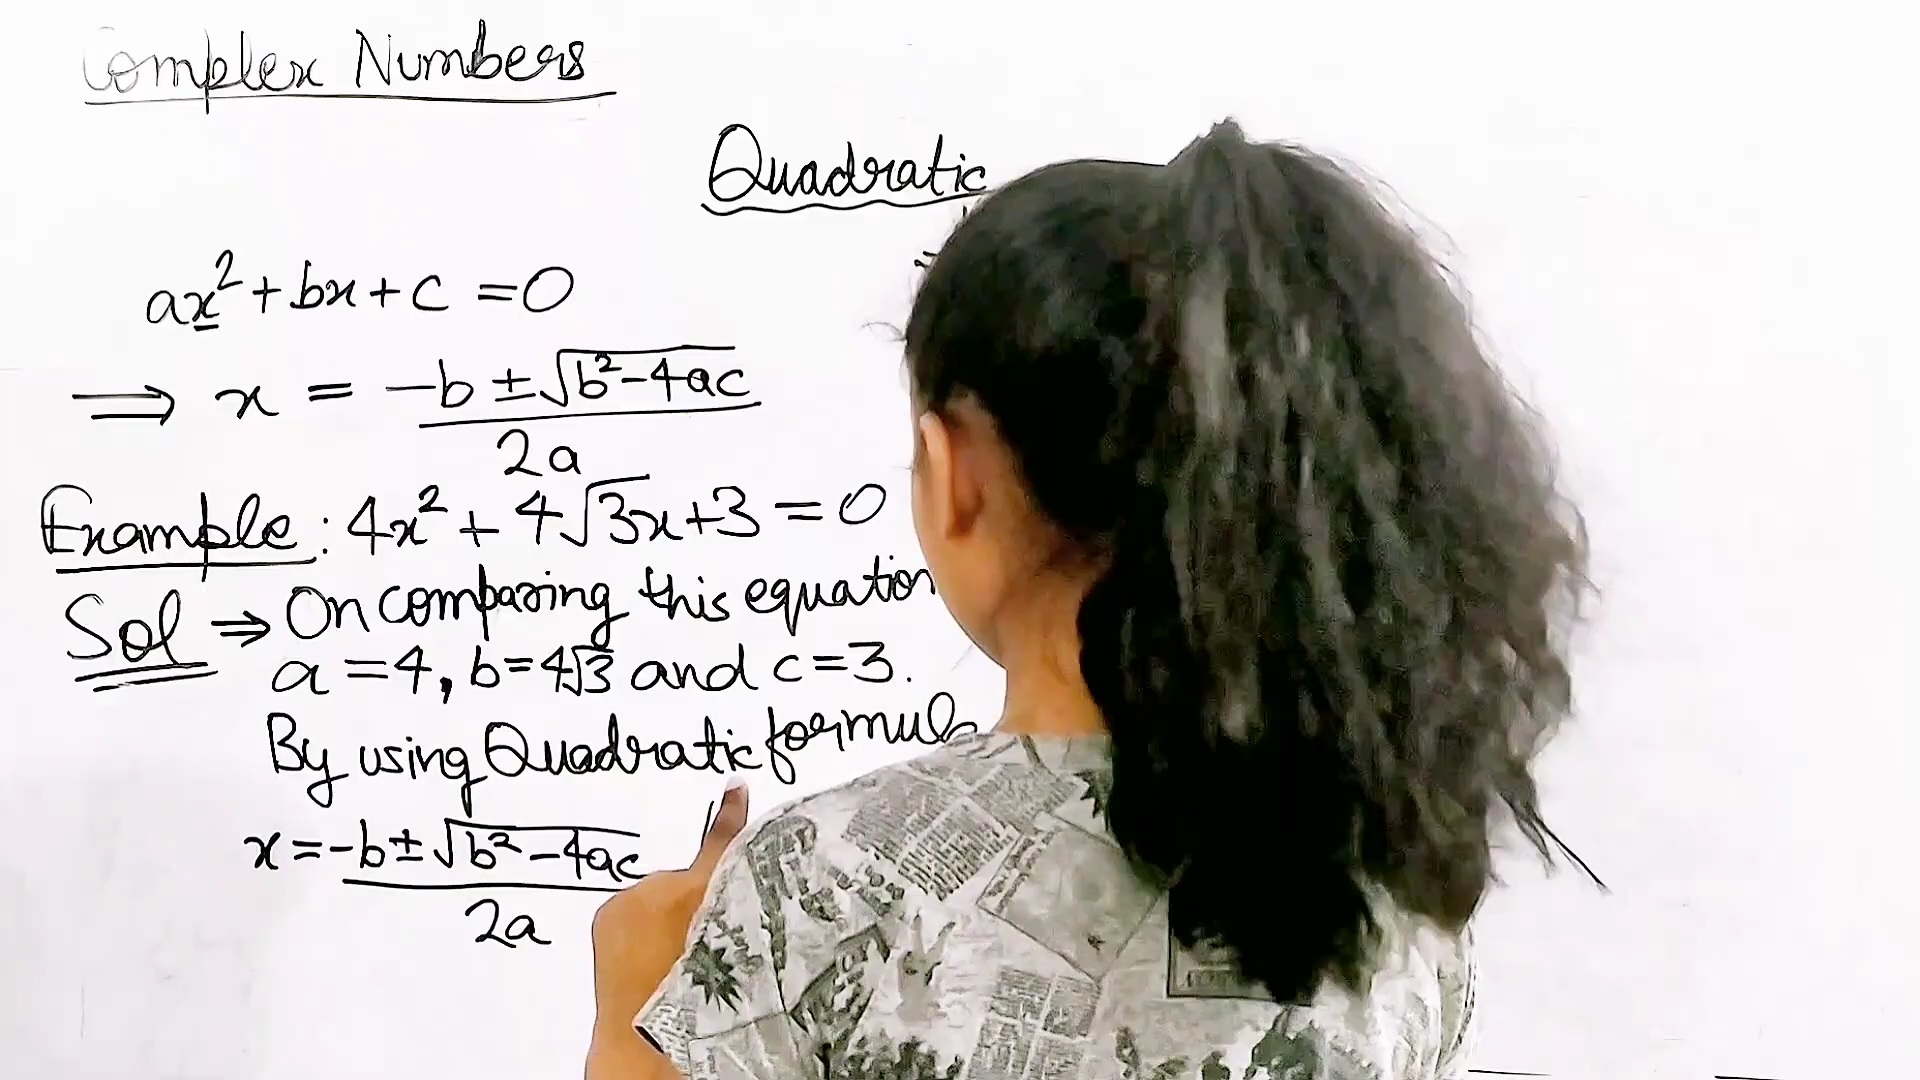 Complex Numbers
Quadratic
ax² + bx + c = 0
⟹ x = -b ± √b²-4ac / 2a
Example : 4x² + 4√3x + 3 = 0
Sol ⇒ On comparing this equation
a = 4, b = 4√3 and c = 3.
By using Quadratic formul
x = -b ± √b² - 4ac / 2a